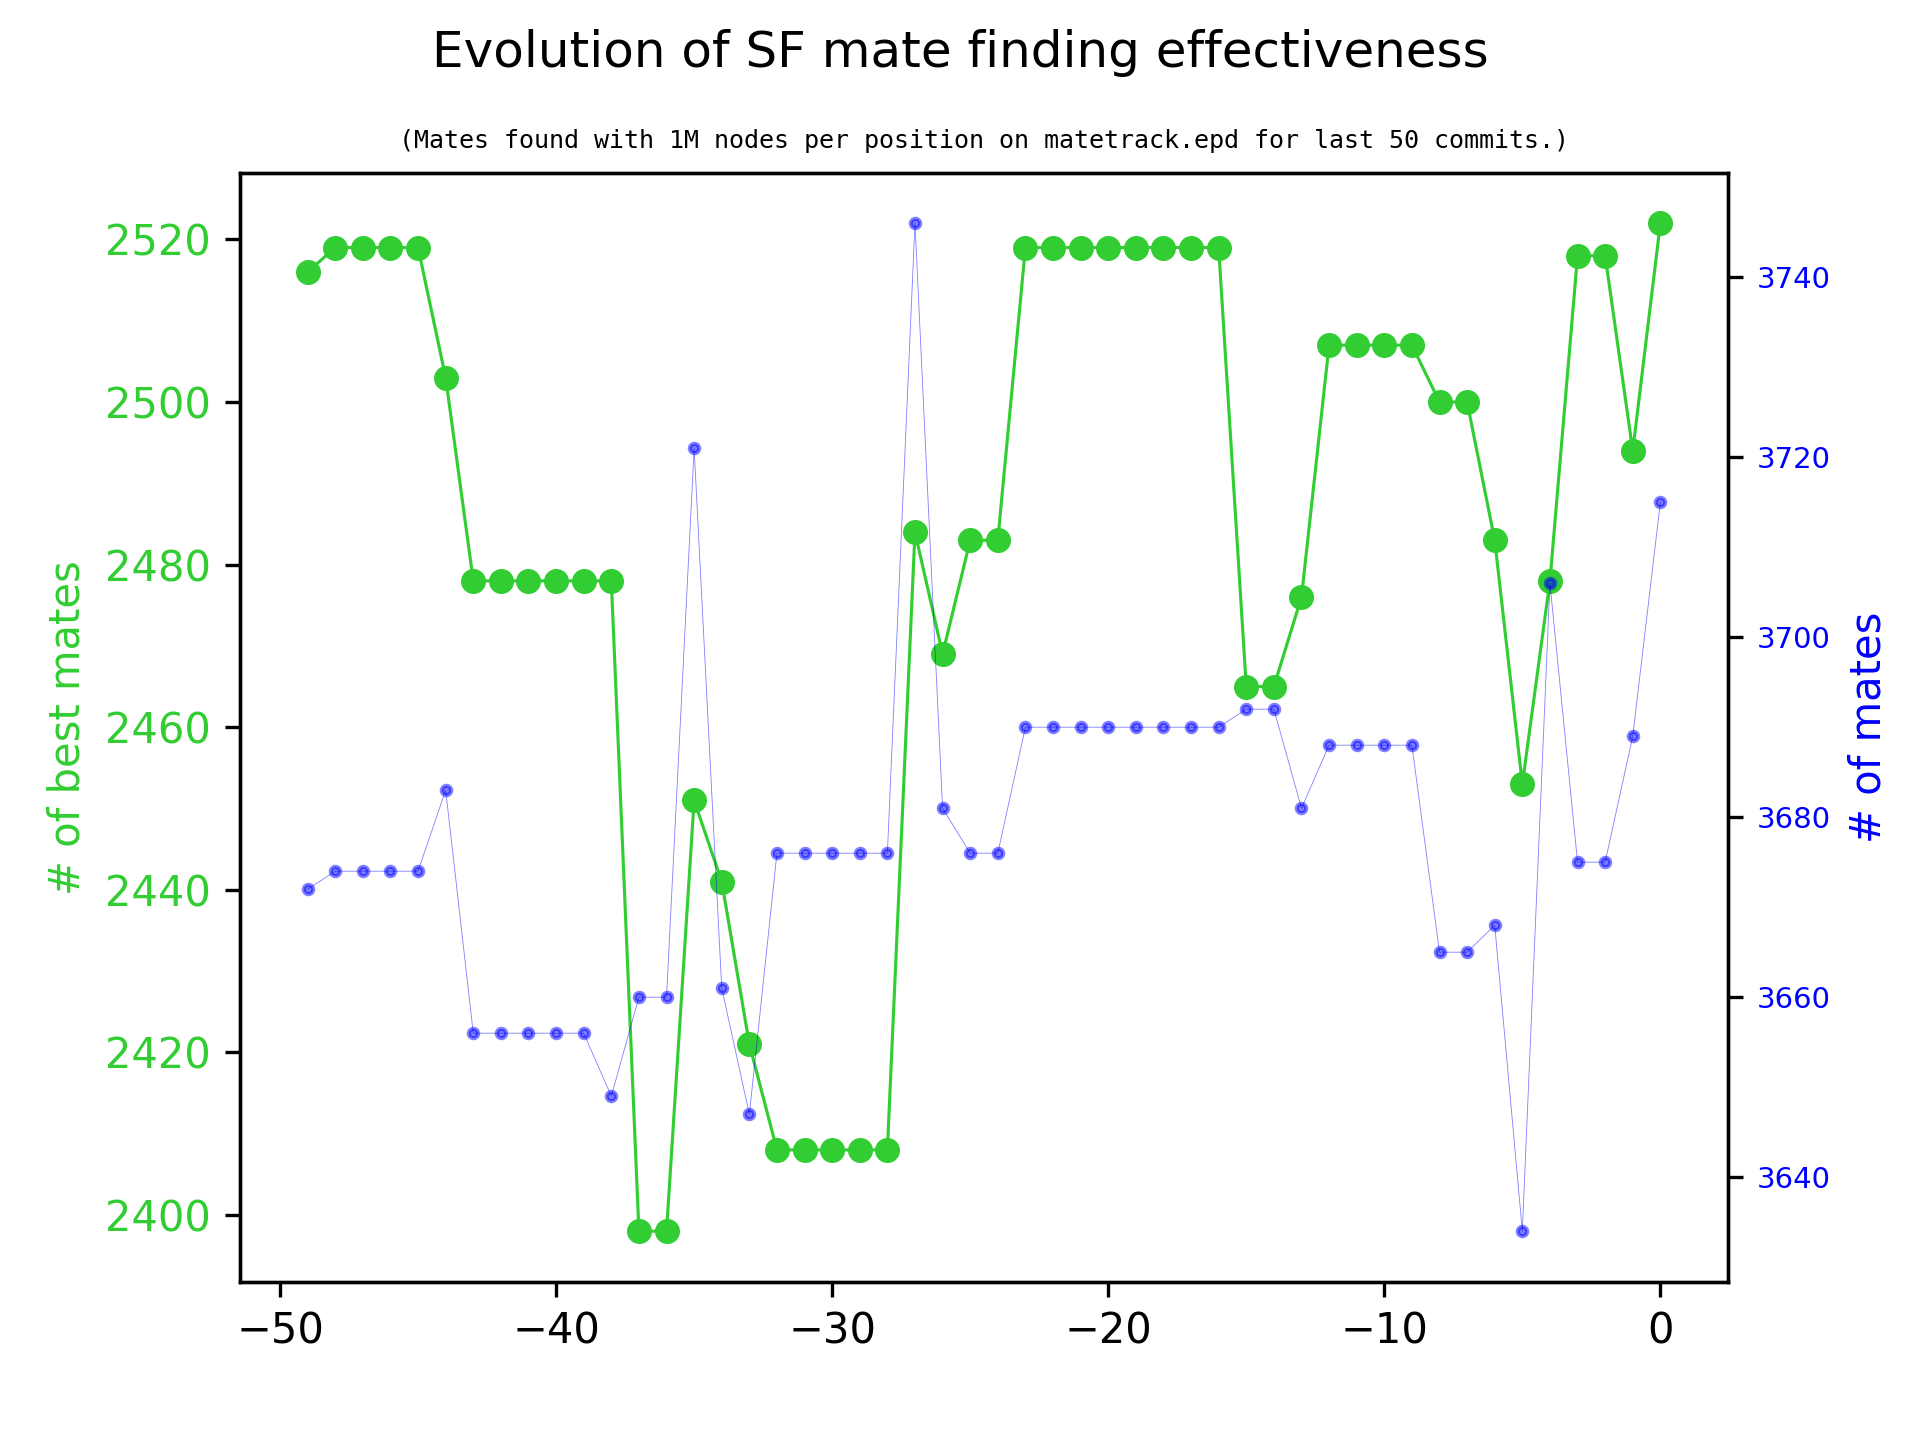 Evolution of SF mate finding effectiveness
(Mates found with 1M nodes per position on matetrack.epd for last 50 commits.)
2520
2500
2480
2460
2440
2420
2400
# of best mates
3740
3720
3700
3680
3660
3640
# of mates
−50 −40 −30 −20 −10 0